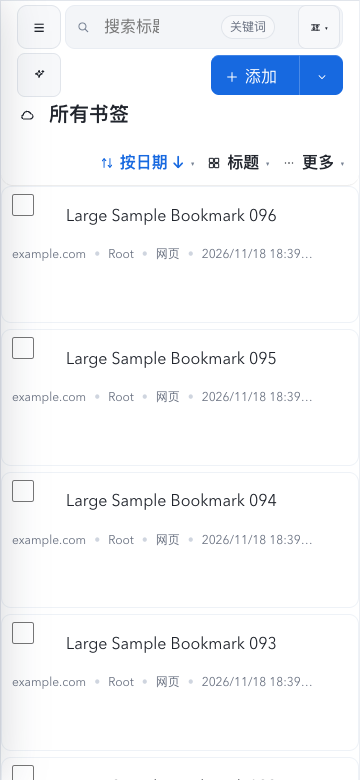 搜索标题 关键词
添加
所有书签
按日期 标题 更多
Large Sample Bookmark 096
example.com • Root • 网页 • 2026/11/18 18:39…
Large Sample Bookmark 095
example.com • Root • 网页 • 2026/11/18 18:39…
Large Sample Bookmark 094
example.com • Root • 网页 • 2026/11/18 18:39…
Large Sample Bookmark 093
example.com • Root • 网页 • 2026/11/18 18:39…